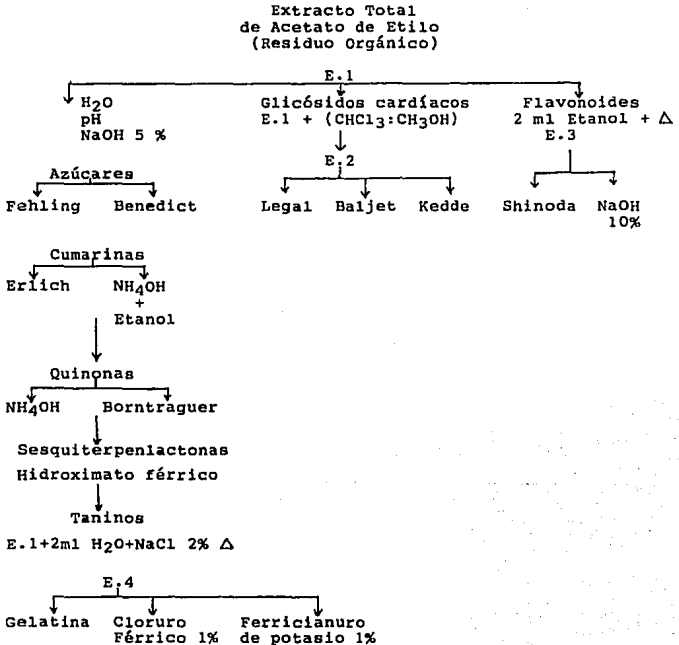 Extracto Total
de Acetato de Etilo
(Residuo Orgánico)
E.1
H2O
pH
NaOH 5 %
Glicósidos cardíacos
E.1 + (CHCl3:CH3OH)
E.2
Flavonoides
2 ml Etanol + Δ
E.3
Azúcares
Fehling Benedict
Legal Baljet Kedde
Shinoda NaOH
10%
Cumarinas
Erlich NH4OH
+
Etanol
Quinonas
NH4OH Borntraguer
Sesquiterpenlactonas
Hidroximato férrico
Taninos
E.1+2ml H2O+NaCl 2% Δ
E.4
Gelatina Cloruro Ferricianuro
Férrico 1% de potasio 1%